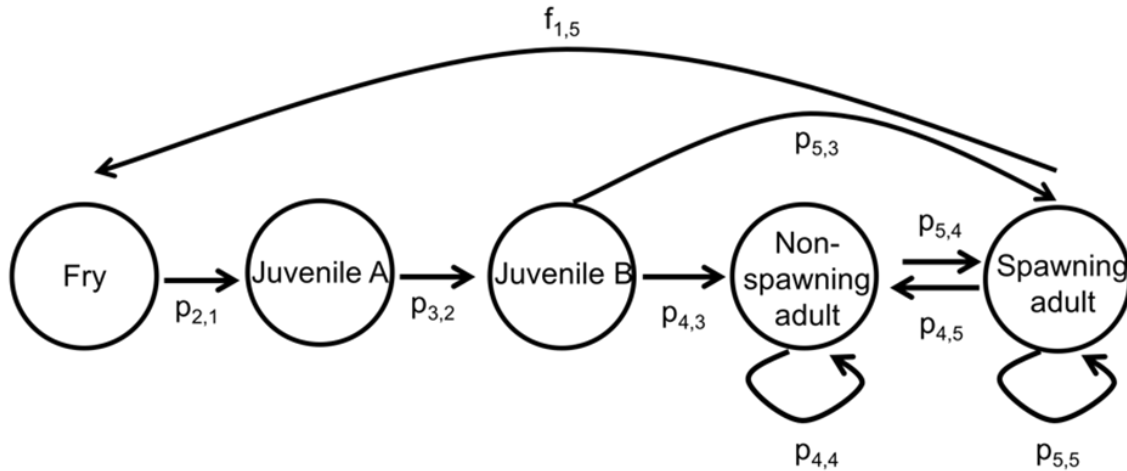 f1,5
p5,3
Fry
Juvenile A
Juvenile B
Non-
spawning
adult
Spawning
adult
p2,1
p3,2
p4,3
p5,4
p4,5
p4,4
p5,5